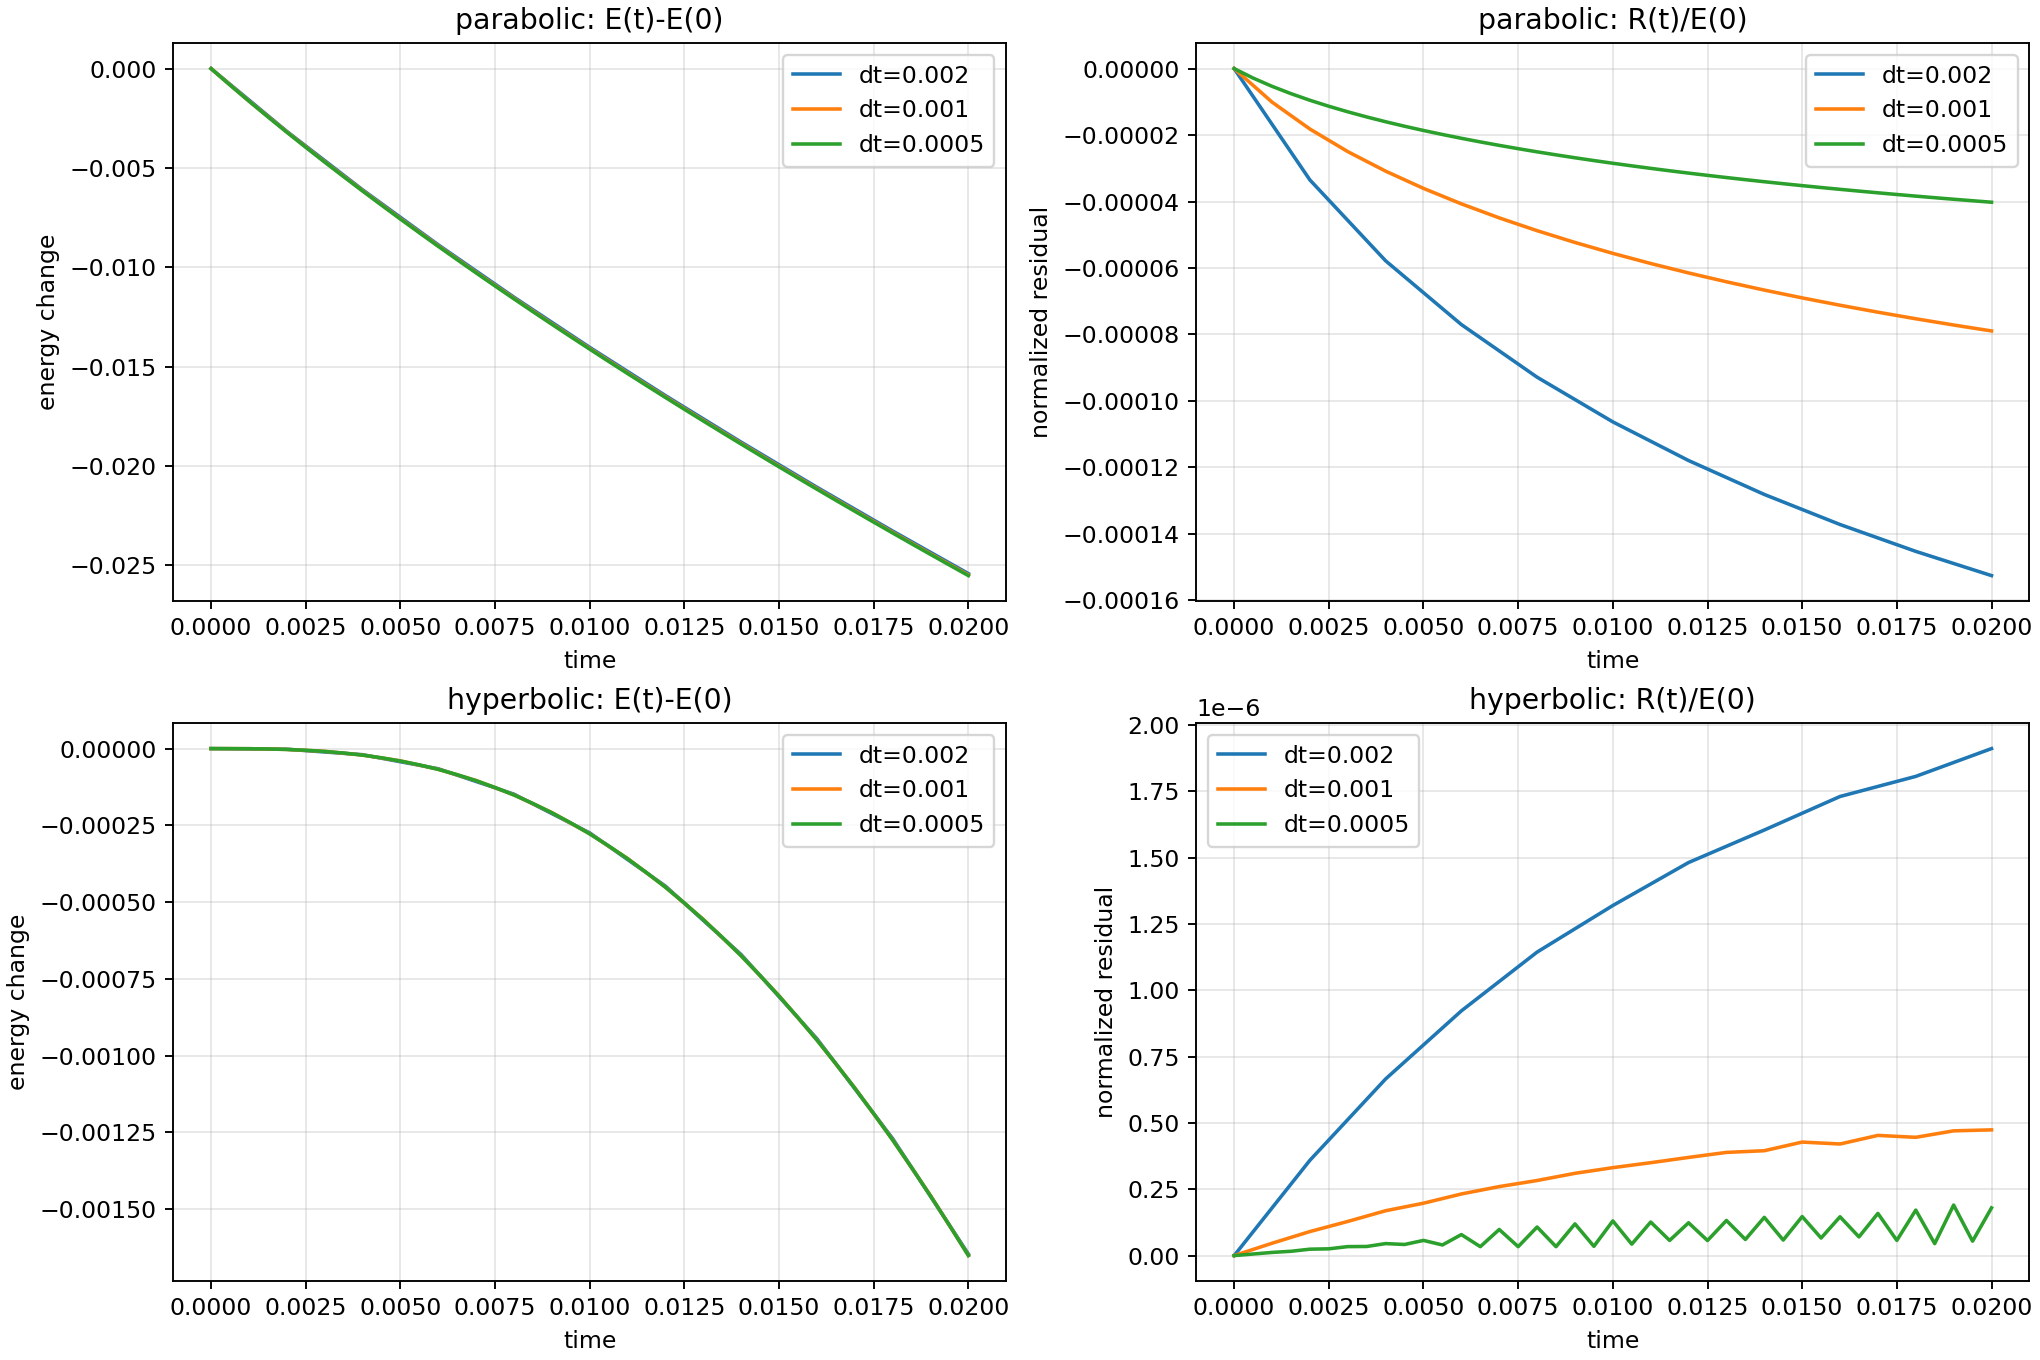 parabolic: E(t)-E(0)
0.000
−0.005
−0.010
−0.015
−0.020
−0.025
energy change
dt=0.002
dt=0.001
dt=0.0005
0.0000 0.0025 0.0050 0.0075 0.0100 0.0125 0.0150 0.0175 0.0200
time
parabolic: R(t)/E(0)
0.00000
−0.00002
−0.00004
−0.00006
−0.00008
−0.00010
−0.00012
−0.00014
−0.00016
normalized residual
dt=0.002
dt=0.001
dt=0.0005
0.0000 0.0025 0.0050 0.0075 0.0100 0.0125 0.0150 0.0175 0.0200
time
hyperbolic: E(t)-E(0)
0.00000
−0.00025
−0.00050
−0.00075
−0.00100
−0.00125
−0.00150
energy change
dt=0.002
dt=0.001
dt=0.0005
0.0000 0.0025 0.0050 0.0075 0.0100 0.0125 0.0150 0.0175 0.0200
time
hyperbolic: R(t)/E(0)
1e−6
2.00
1.75
1.50
1.25
1.00
0.75
0.50
0.25
0.00
normalized residual
dt=0.002
dt=0.001
dt=0.0005
0.0000 0.0025 0.0050 0.0075 0.0100 0.0125 0.0150 0.0175 0.0200
time